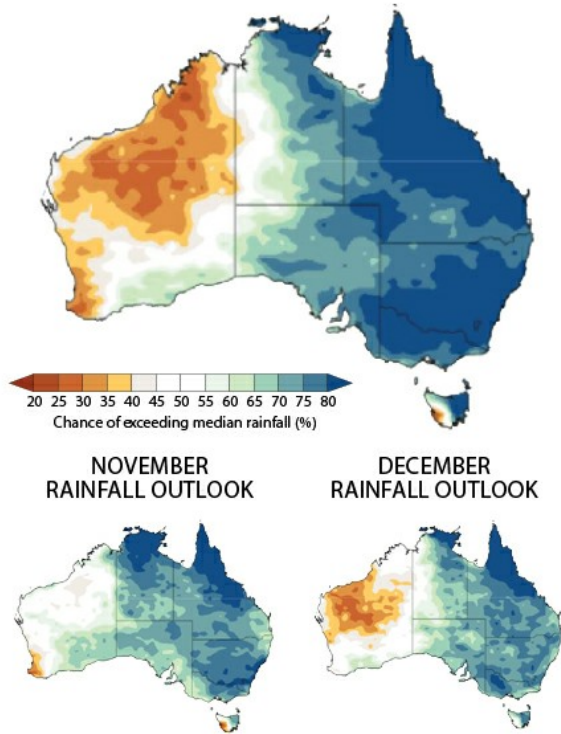 20 25 30 35 40 45 50 55 60 65 70 75 80
Chance of exceeding median rainfall (%)
NOVEMBER
RAINFALL OUTLOOK
DECEMBER
RAINFALL OUTLOOK